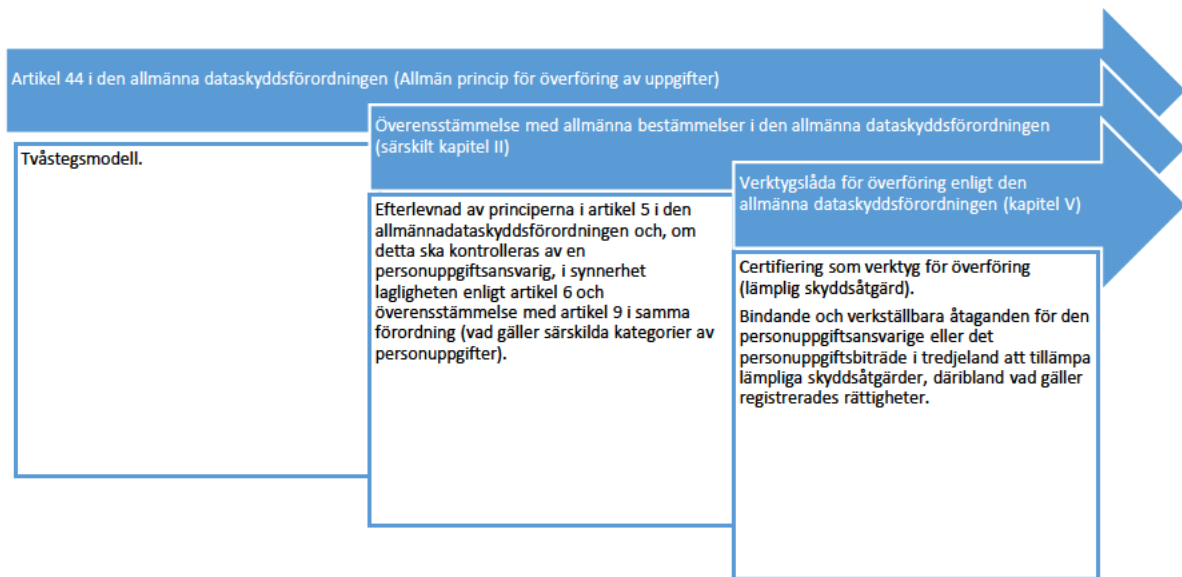 Artikel 44 i den allmänna dataskyddsförordningen (Allmän princip för överföring av uppgifter)
Tvåstegsmodell.
Överensstämmelse med allmänna bestämmelser i den allmänna dataskyddsförordningen
(särskilt kapitel II)
Efterlevnad av principerna i artikel 5 i den
allmännadataskyddsförordningen och, om
detta ska kontrolleras av en
personuppgiftsansvarig, i synnerhet
lagligheten enligt artikel 6 och
överensstämmelse med artikel 9 i samma
förordning (vad gäller särskilda kategorier av
personuppgifter).
Verktygslåda för överföring enligt den
allmänna dataskyddsförordningen (kapitel V)
Certifiering som verktyg för överföring
(lämplig skyddsåtgärd).
Bindande och verkställbara åtaganden för den
personuppgiftsansvarige eller det
personuppgiftsbiträde i tredjeland att tillämpa
lämpliga skyddsåtgärder, däribland vad gäller
registrerades rättigheter.